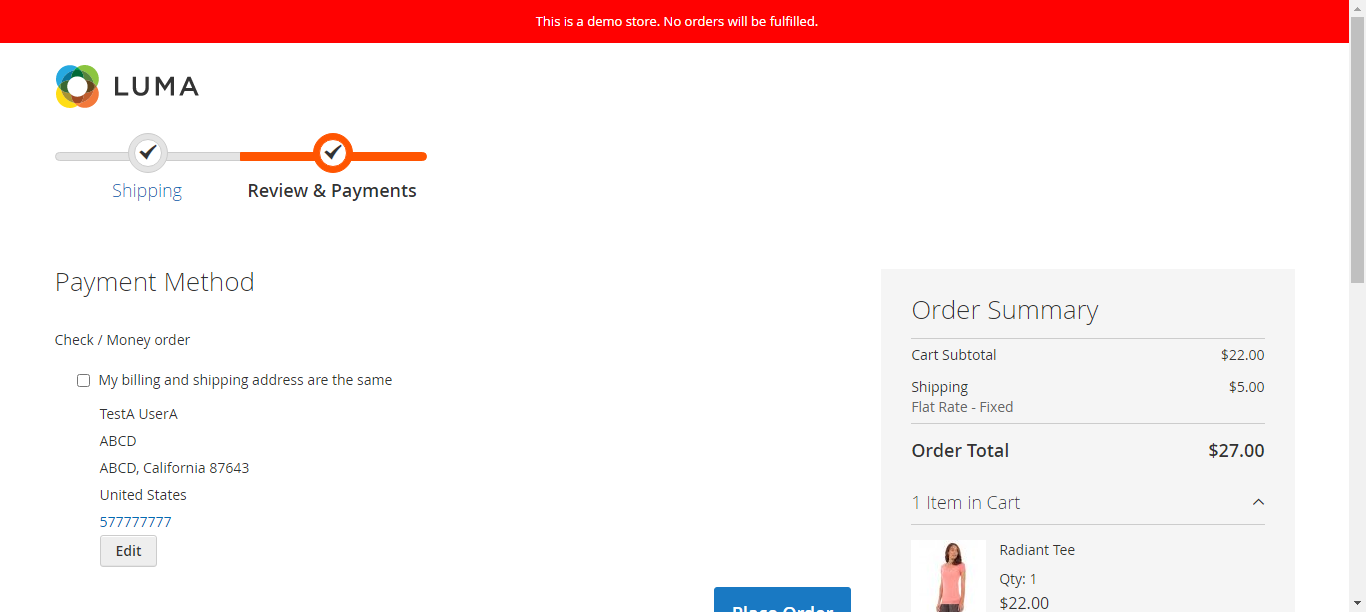 This is a demo store. No orders will be fulfilled.
LUMA
Shipping
Review & Payments
Payment Method
Check / Money order
My billing and shipping address are the same
TestA UserA
ABCD
ABCD, California 87643
United States
577777777
Edit
Place Order
Order Summary
Cart Subtotal $22.00
Shipping $5.00
Flat Rate - Fixed
Order Total $27.00
1 Item in Cart
Radiant Tee
Qty: 1
$22.00